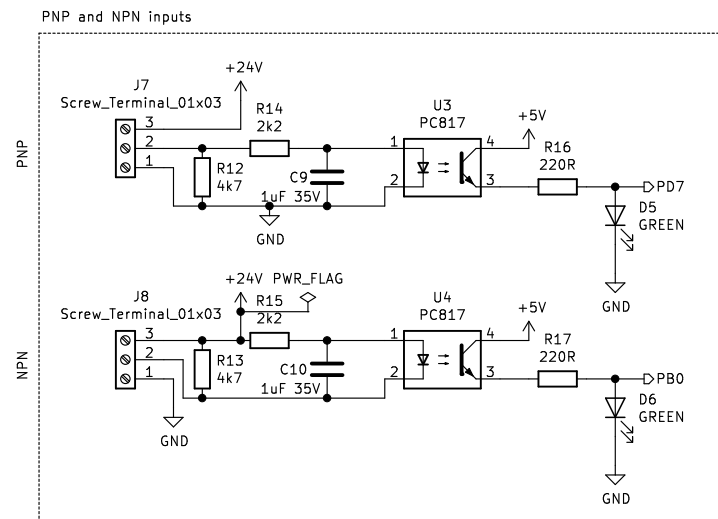 PNP and NPN inputs
PNP
J7
Screw_Terminal_01x03
3
2
1
+24V
R14
2k2
R12
4k7
C9
1uF 35V
GND
U3
PC817
1
2
4
3
+5V
R16
220R
PD7
D5
GREEN
GND
NPN
J8
Screw_Terminal_01x03
3
2
1
+24V PWR_FLAG
R15
2k2
R13
4k7
C10
1uF 35V
GND
U4
PC817
1
2
4
3
+5V
R17
220R
PB0
D6
GREEN
GND